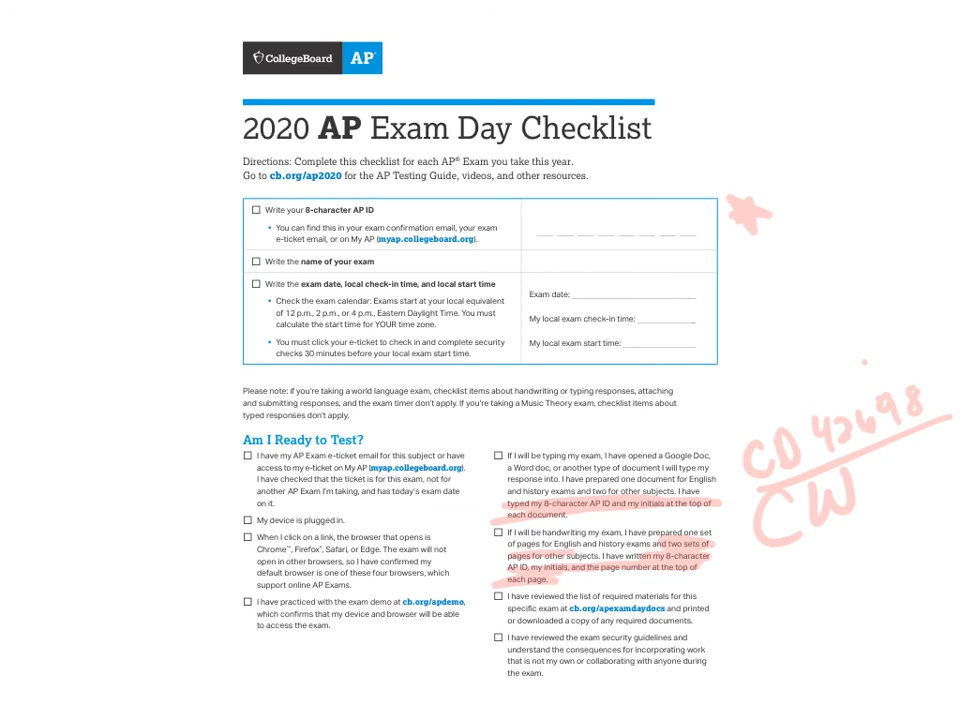 CollegeBoard AP
2020 AP Exam Day Checklist
Directions: Complete this checklist for each AP® Exam you take this year.
Go to cb.org/ap2020 for the AP Testing Guide, videos, and other resources.
Write your 8-character AP ID
• You can find this in your exam confirmation email, your exam
e-ticket email, or on My AP (myap.collegeboard.org).
Write the name of your exam
Write the exam date, local check-in time, and local start time
• Check the exam calendar: Exams start at your local equivalent
of 12 p.m., 2 p.m., or 4 p.m., Eastern Daylight Time. You must
calculate the start time for YOUR time zone.
• You must click your e-ticket to check in and complete security
checks 30 minutes before your local exam start time.
Exam date:
My local exam check-in time:
My local exam start time:
Please note: if you're taking a world language exam, checklist items about handwriting or typing responses, attaching
and submitting responses, and the exam timer don't apply. If you're taking a Music Theory exam, checklist items about
typed responses don't apply.
Am I Ready to Test?
I have my AP Exam e-ticket email for this subject or have
access to my e-ticket on My AP (myap.collegeboard.org).
I have checked that the ticket is for this exam, not for
another AP Exam I'm taking, and has today's exam date
on it.
My device is plugged in.
When I click on a link, the browser that opens is
Chrome™, Firefox®, Safari, or Edge. The exam will not
open in other browsers, so I have confirmed my
default browser is one of these four browsers, which
support online AP Exams.
I have practiced with the exam demo at cb.org/apdemo,
which confirms that my device and browser will be able
to access the exam.
If I will be typing my exam, I have opened a Google Doc,
a Word doc, or another type of document I will type my
response into. I have prepared one document for English
and history exams and two for other subjects. I have
typed my 8-character AP ID and my initials at the top of
each document.
If I will be handwriting my exam, I have prepared one set
of pages for English and history exams and two sets of
pages for other subjects. I have written my 8-character
AP ID, my initials, and the page number at the top of
each page.
I have reviewed the list of required materials for this
specific exam at cb.org/apexamdaydocs and printed
or downloaded a copy of any required documents.
I have reviewed the exam security guidelines and
understand the consequences for incorporating work
that is not my own or collaborating with anyone during
the exam.
CD 42698
CW